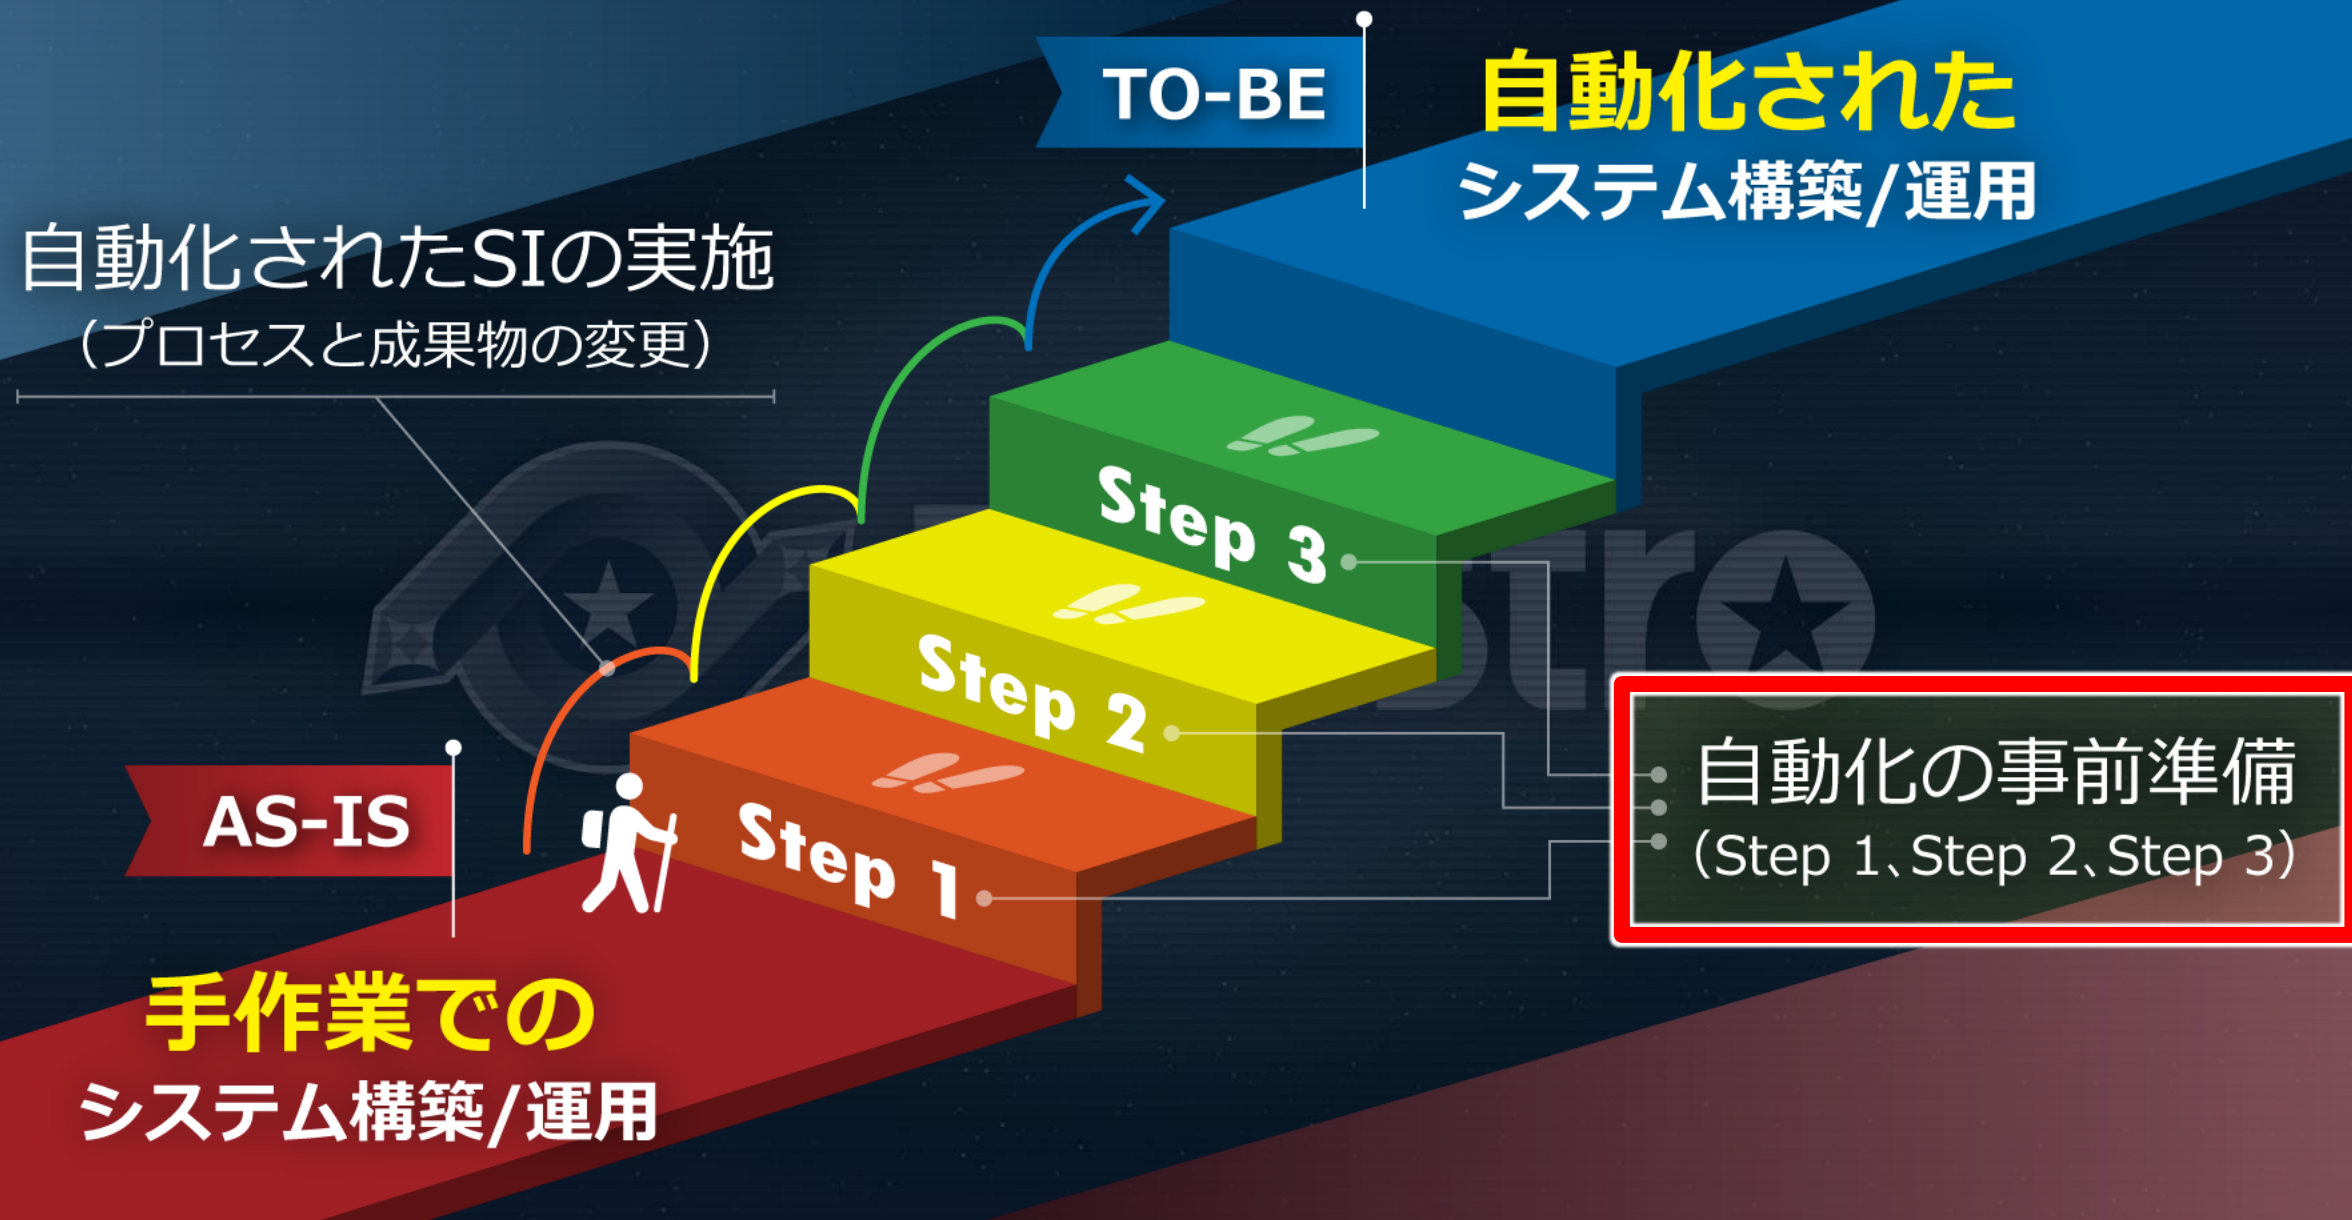 TO-BE
自動化された
システム構築/運用
自動化されたSIの実施
（プロセスと成果物の変更）
Step 3
Step 2
Step 1
自動化の事前準備
（Step 1、Step 2、Step 3）
AS-IS
手作業での
システム構築/運用